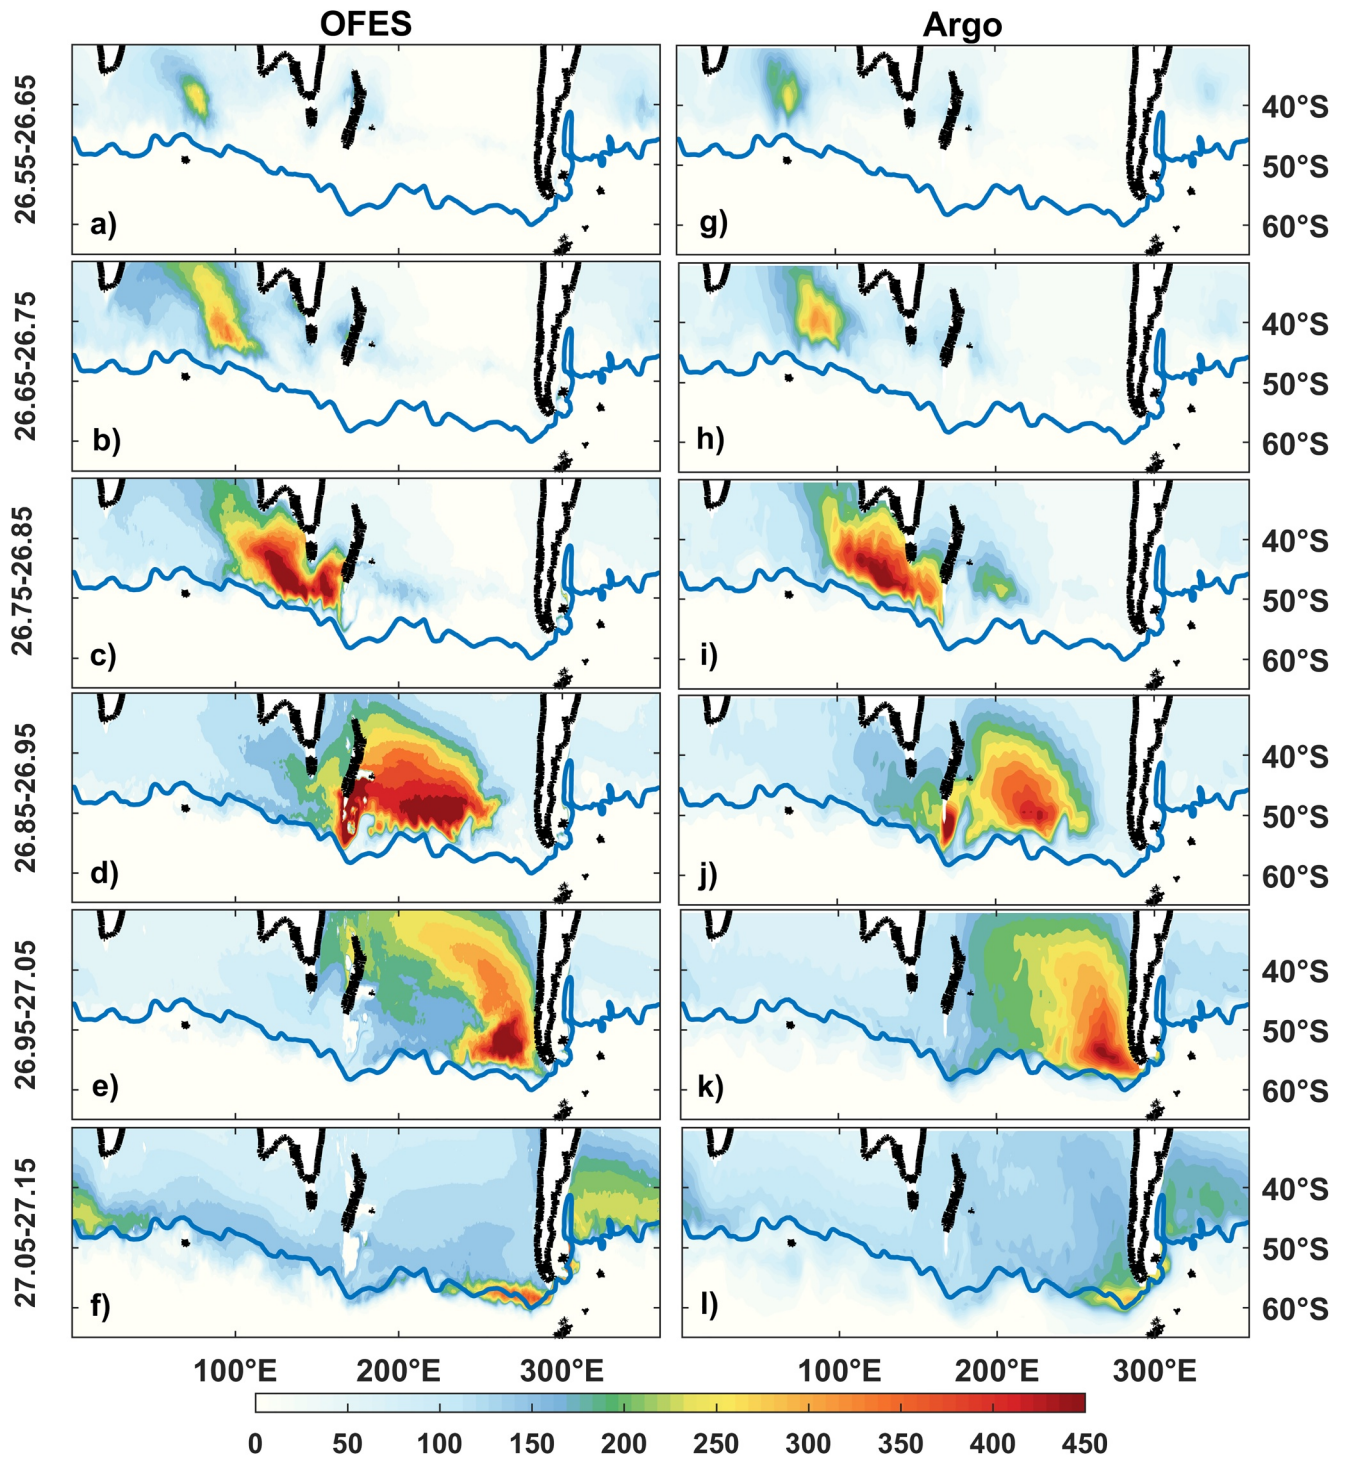 OFES Argo
26.55-26.65 a) g) 40°S 50°S 60°S
26.65-26.75 b) h) 40°S 50°S 60°S
26.75-26.85 c) i) 40°S 50°S 60°S
26.85-26.95 d) j) 40°S 50°S 60°S
26.95-27.05 e) k) 40°S 50°S 60°S
27.05-27.15 f) l) 40°S 50°S 60°S
100°E 200°E 300°E 100°E 200°E 300°E
0 50 100 150 200 250 300 350 400 450